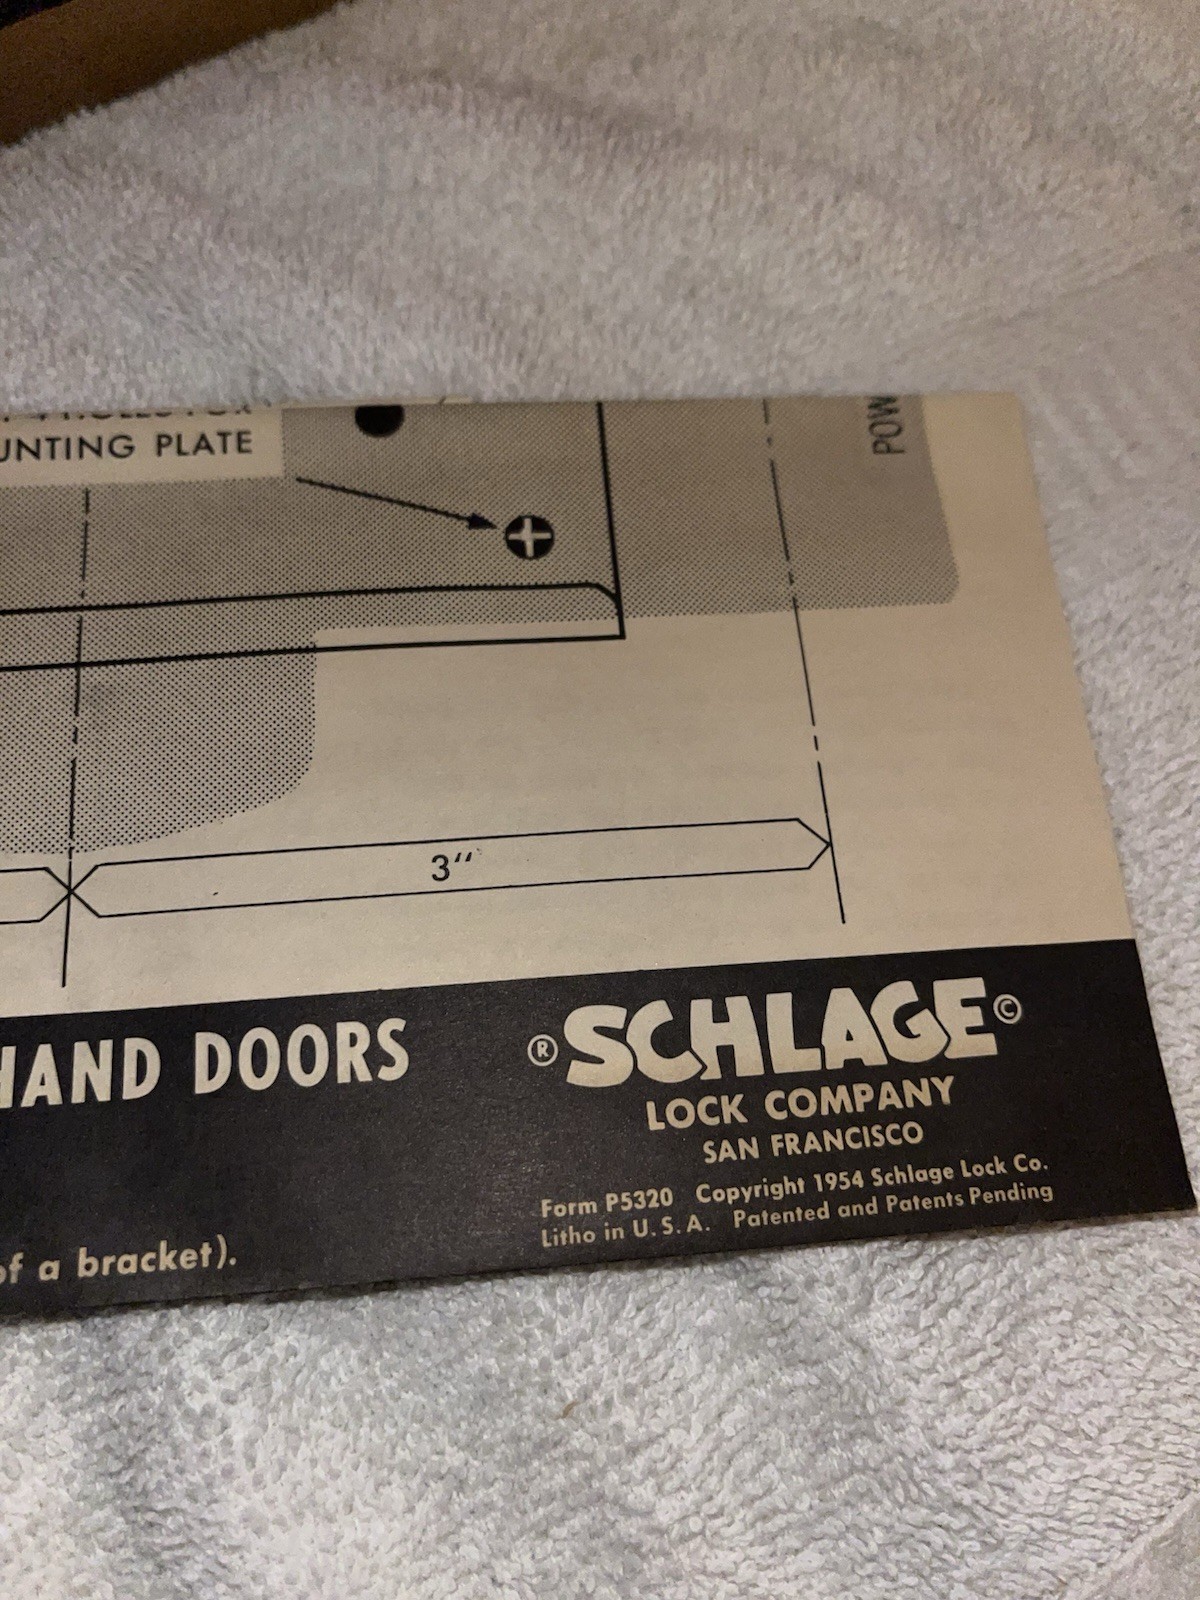 UNTING PLATE
POW
3"
HAND DOORS
® SCHLAGE ©
LOCK COMPANY
SAN FRANCISCO
Form P5320 Copyright 1954 Schlage Lock Co.
Litho in U.S.A. Patented and Patents Pending
of a bracket).